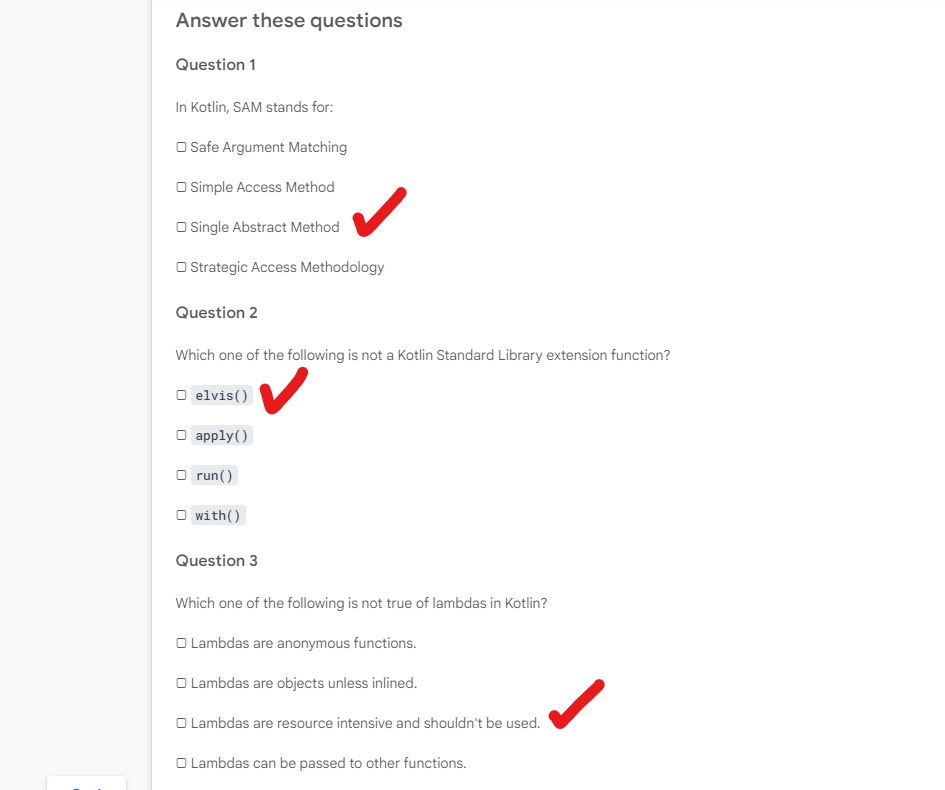 Answer these questions
Question 1
In Kotlin, SAM stands for:
Safe Argument Matching
Simple Access Method
Single Abstract Method
Strategic Access Methodology
Question 2
Which one of the following is not a Kotlin Standard Library extension function?
elvis()
apply()
run()
with()
Question 3
Which one of the following is not true of lambdas in Kotlin?
Lambdas are anonymous functions.
Lambdas are objects unless inlined.
Lambdas are resource intensive and shouldn't be used.
Lambdas can be passed to other functions.